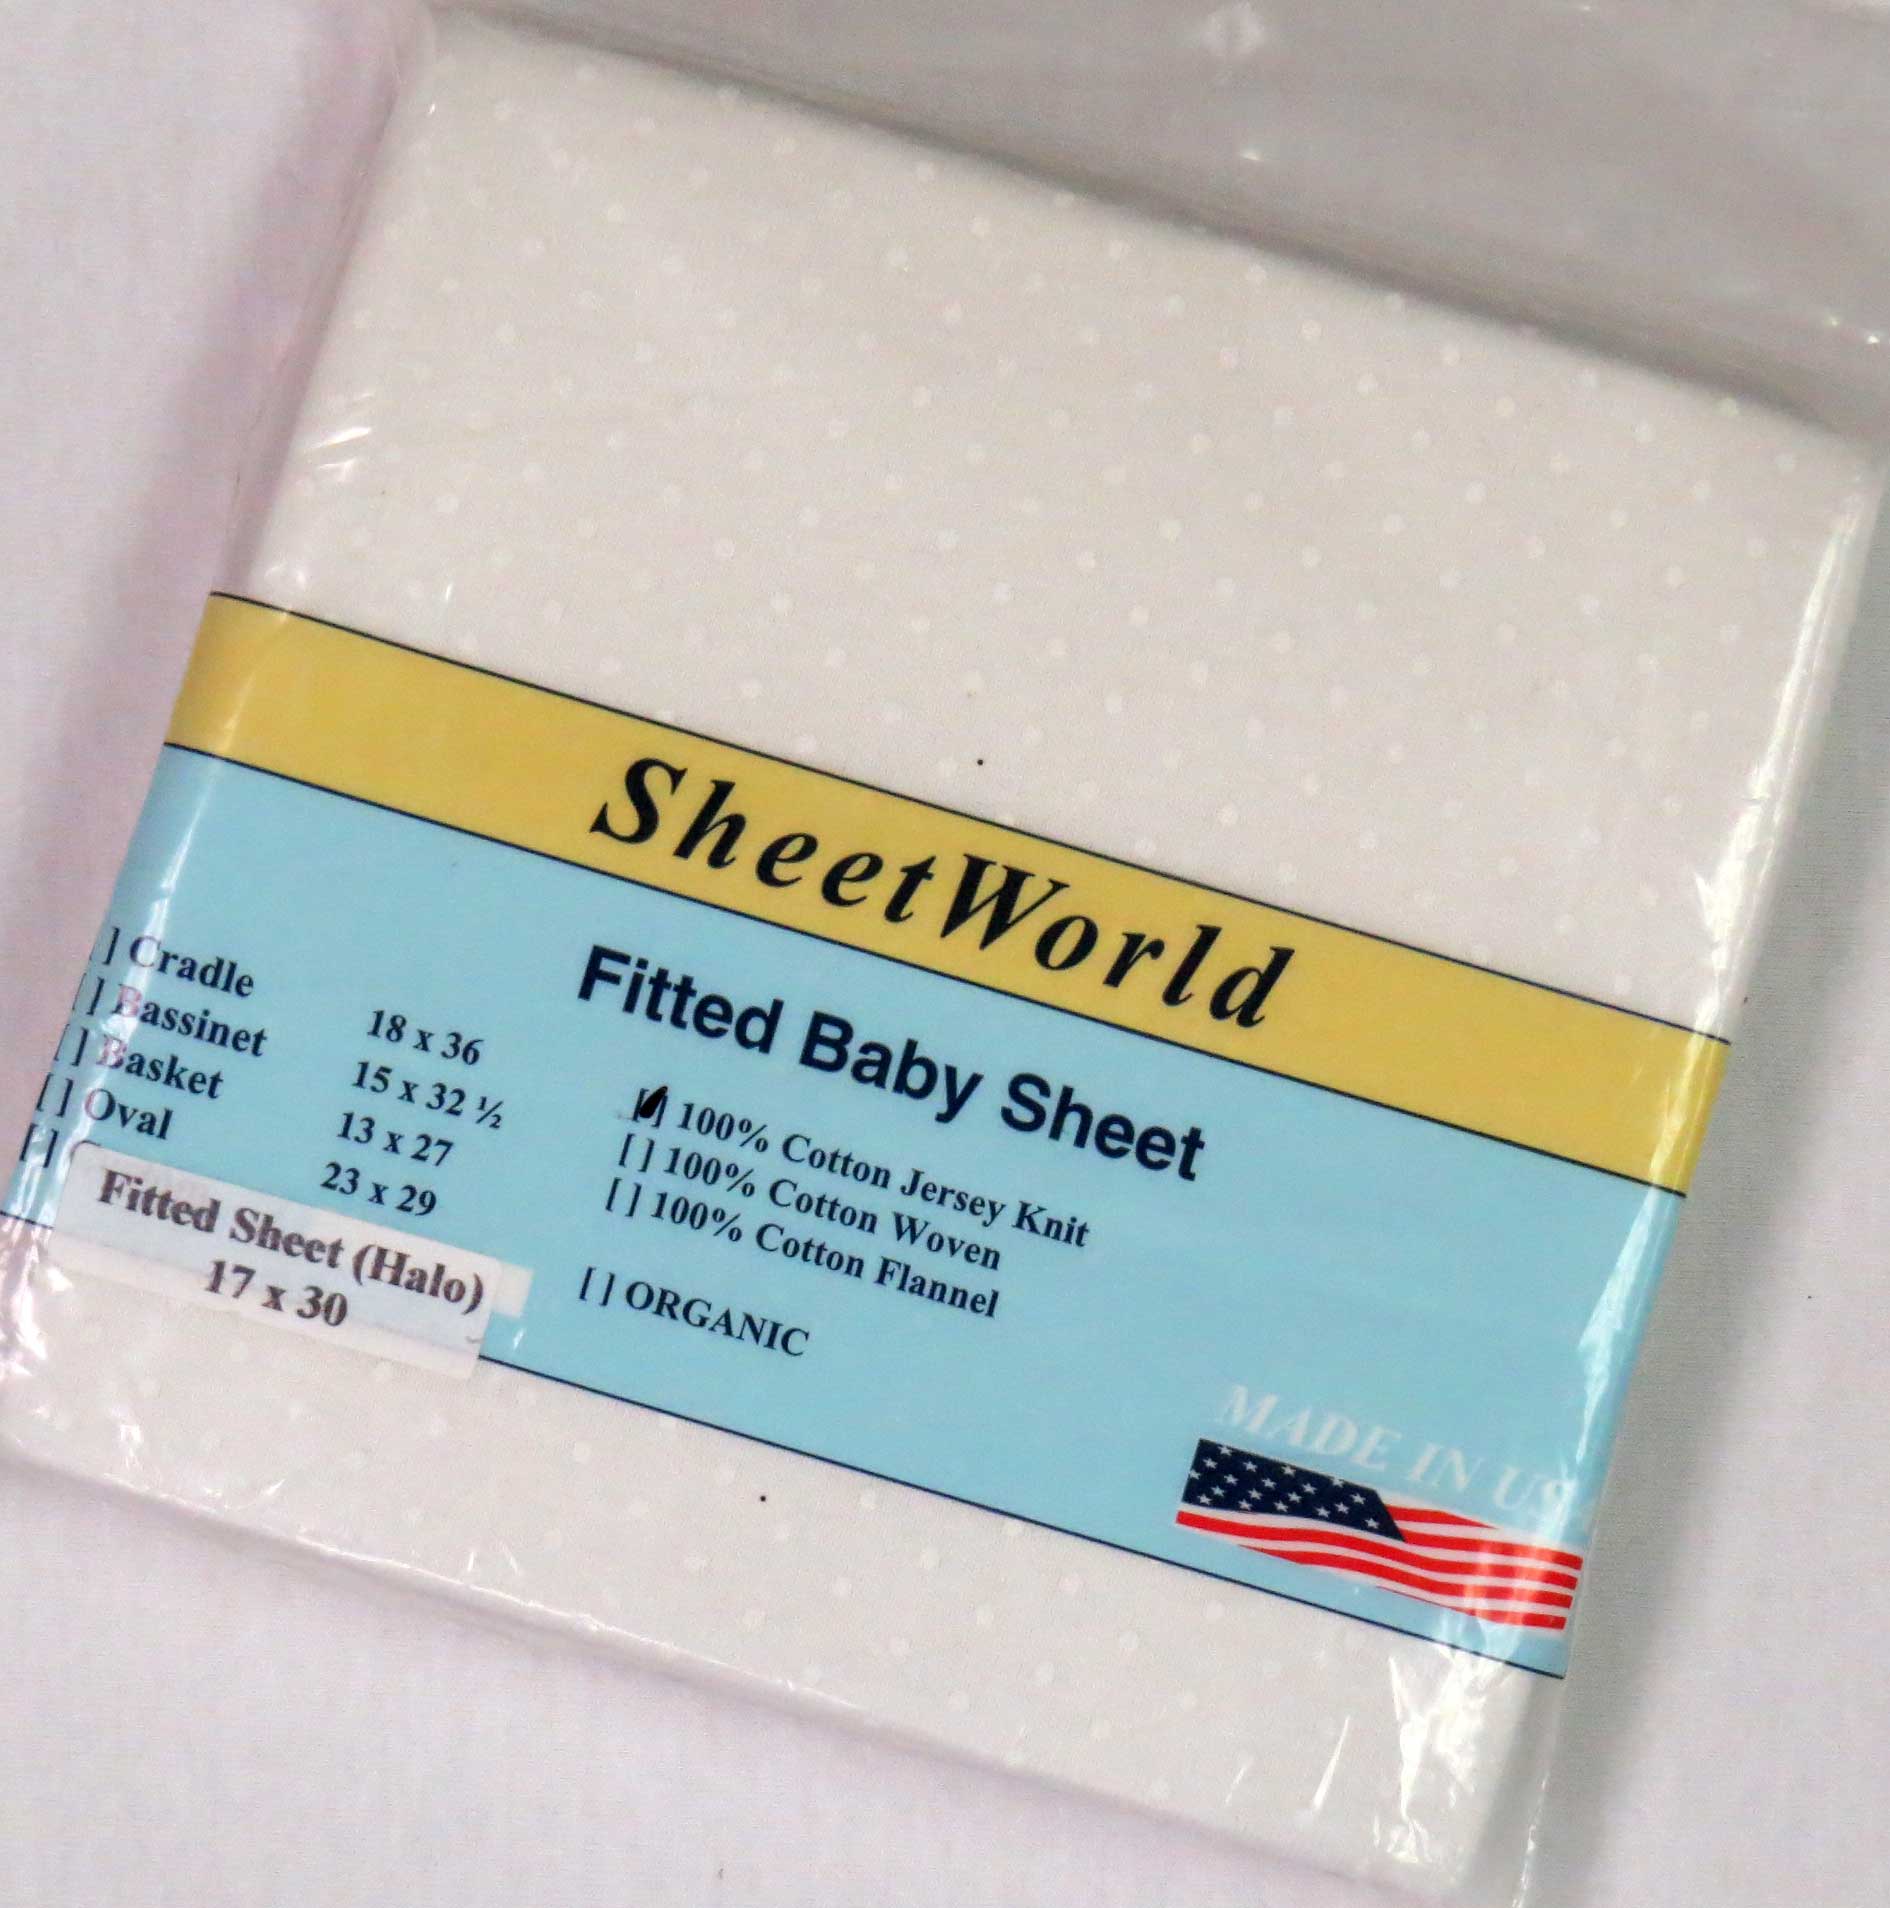 SheetWorld
Fitted Baby Sheet
[ ] Cradle 18 x 36
[ ] Bassinet 15 x 32 ½
[ ] Basket 13 x 27
[ ] Oval 23 x 29
[ ]
Fitted Sheet (Halo)
17 x 30
[✓] 100% Cotton Jersey Knit
[ ] 100% Cotton Woven
[ ] 100% Cotton Flannel
[ ] ORGANIC
MADE IN US